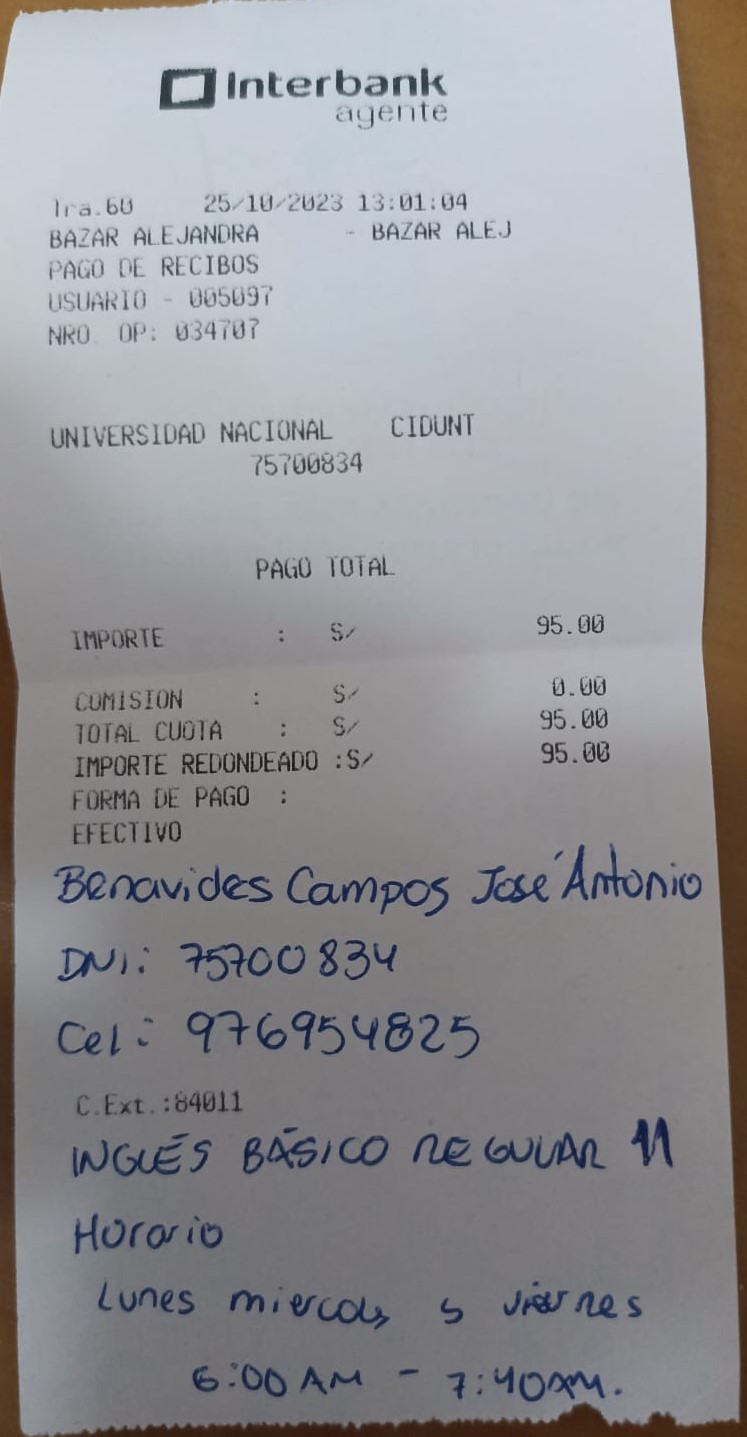 Interbank
agente
Tra.60 25/10/2023 13:01:04
BAZAR ALEJANDRA - BAZAR ALEJ
PAGO DE RECIBOS
USUARIO - 005097
NRO. OP: 034707
UNIVERSIDAD NACIONAL CIDUNT
75700834
PAGO TOTAL
IMPORTE : S/ 95.00
COMISION : S/ 0.00
TOTAL CUOTA : S/ 95.00
IMPORTE REDONDEADO :S/ 95.00
FORMA DE PAGO :
EFECTIVO
Benavides Campos José Antonio
DNI: 75700834
Cel: 976954825
C.Ext.:84011
INGLÉS BÁSICO REGULAR 11
Horario
Lunes miercoles y viernes
6:00 AM - 7:40 AM.